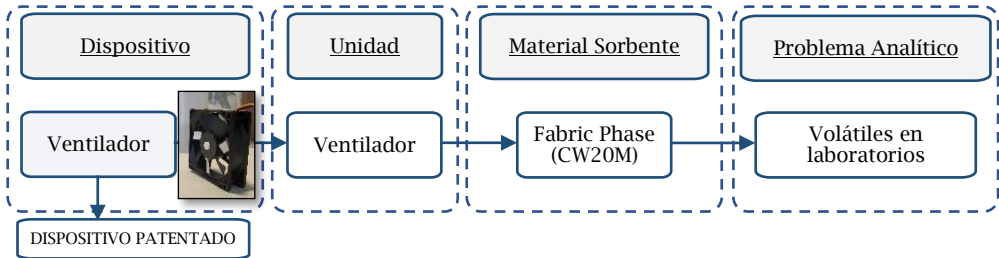 Dispositivo
Unidad
Material Sorbente
Problema Analítico
Ventilador
Ventilador
Fabric Phase
(CW20M)
Volátiles en
laboratorios
DISPOSITIVO PATENTADO